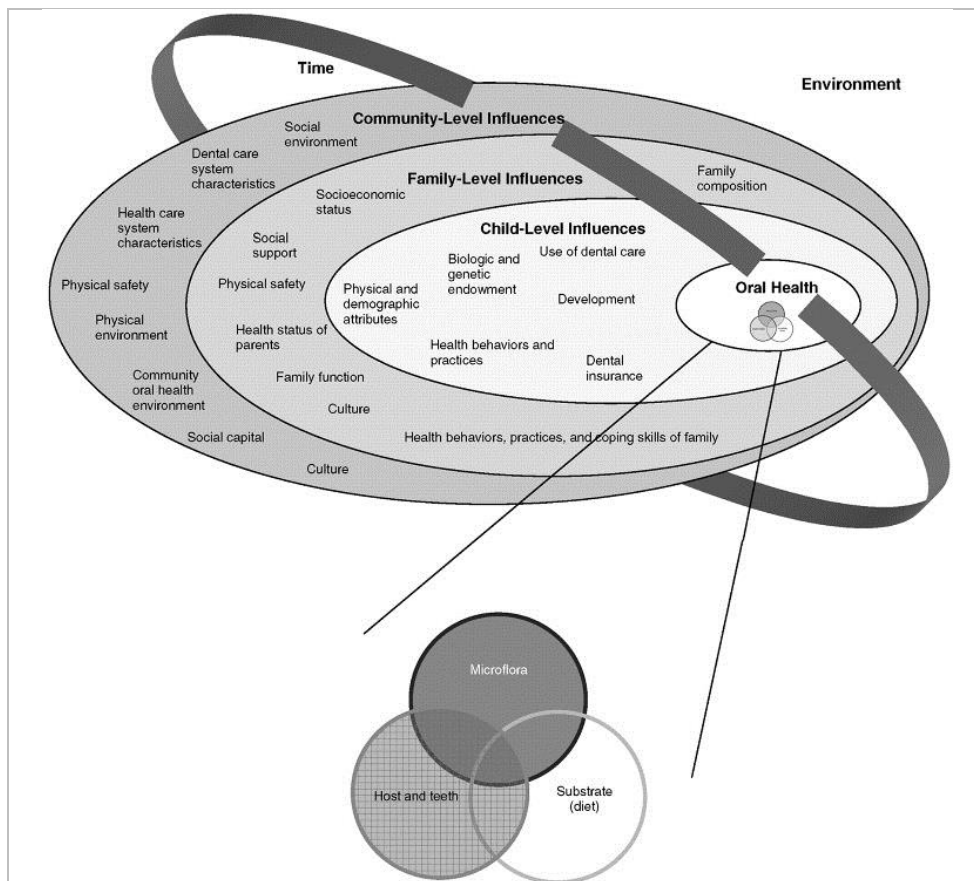 Time
Environment
Community-Level Influences
Social
environment
Dental care
system
characteristics
Health care
system
characteristics
Physical safety
Physical
environment
Community
oral health
environment
Social capital
Culture
Family-Level Influences
Family
composition
Socioeconomic
status
Social
support
Physical safety
Health status of
parents
Family function
Culture
Health behaviors, practices, and coping skills of family
Child-Level Influences
Use of dental care
Biologic and
genetic
endowment
Physical and
demographic
attributes
Development
Health behaviors and
practices
Dental
insurance
Oral Health
Microflora
Host and teeth
Substrate
(diet)